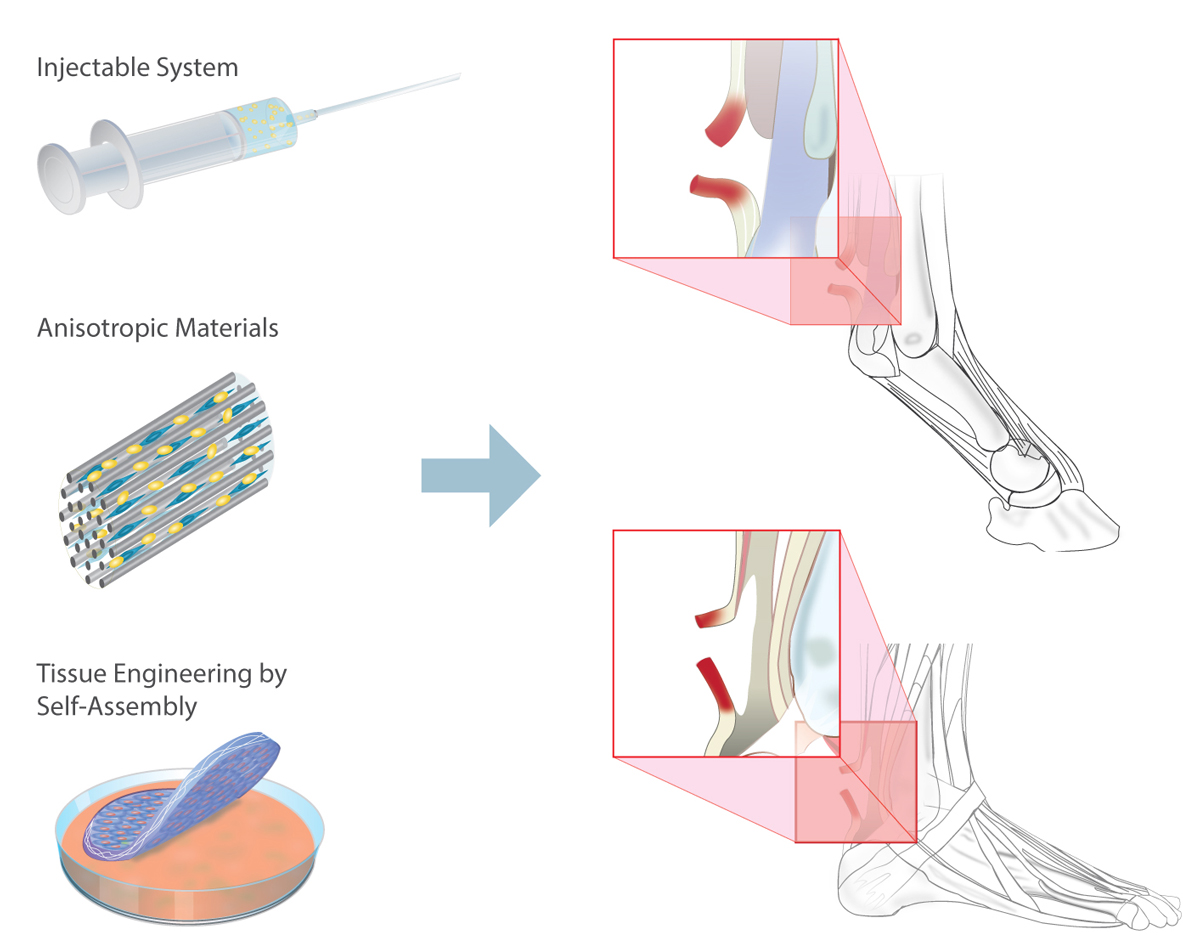 Injectable System
Anisotropic Materials
Tissue Engineering by
Self-Assembly